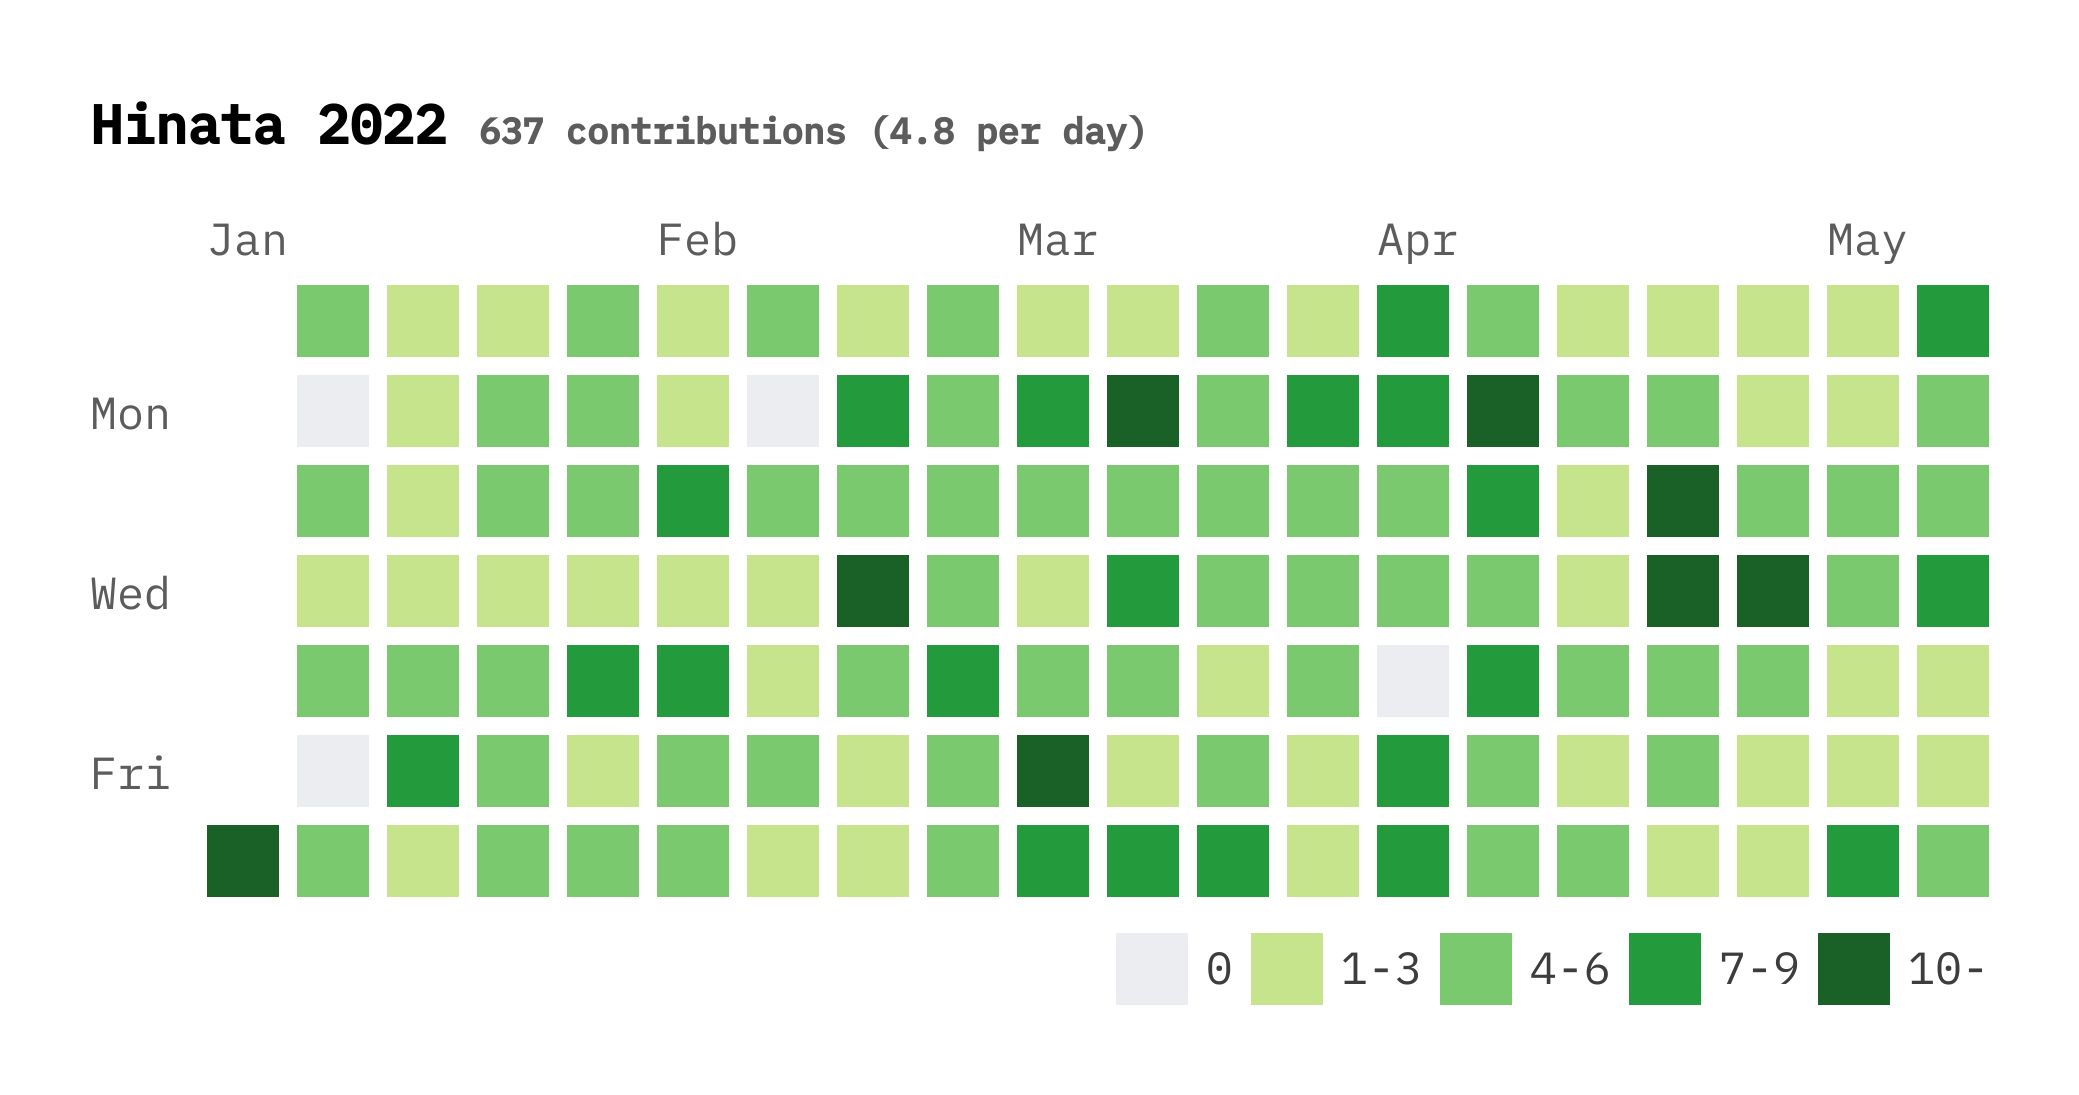 Hinata 2022 637 contributions (4.8 per day)
Jan Feb Mar Apr May
Mon
Wed
Fri
0 1-3 4-6 7-9 10-